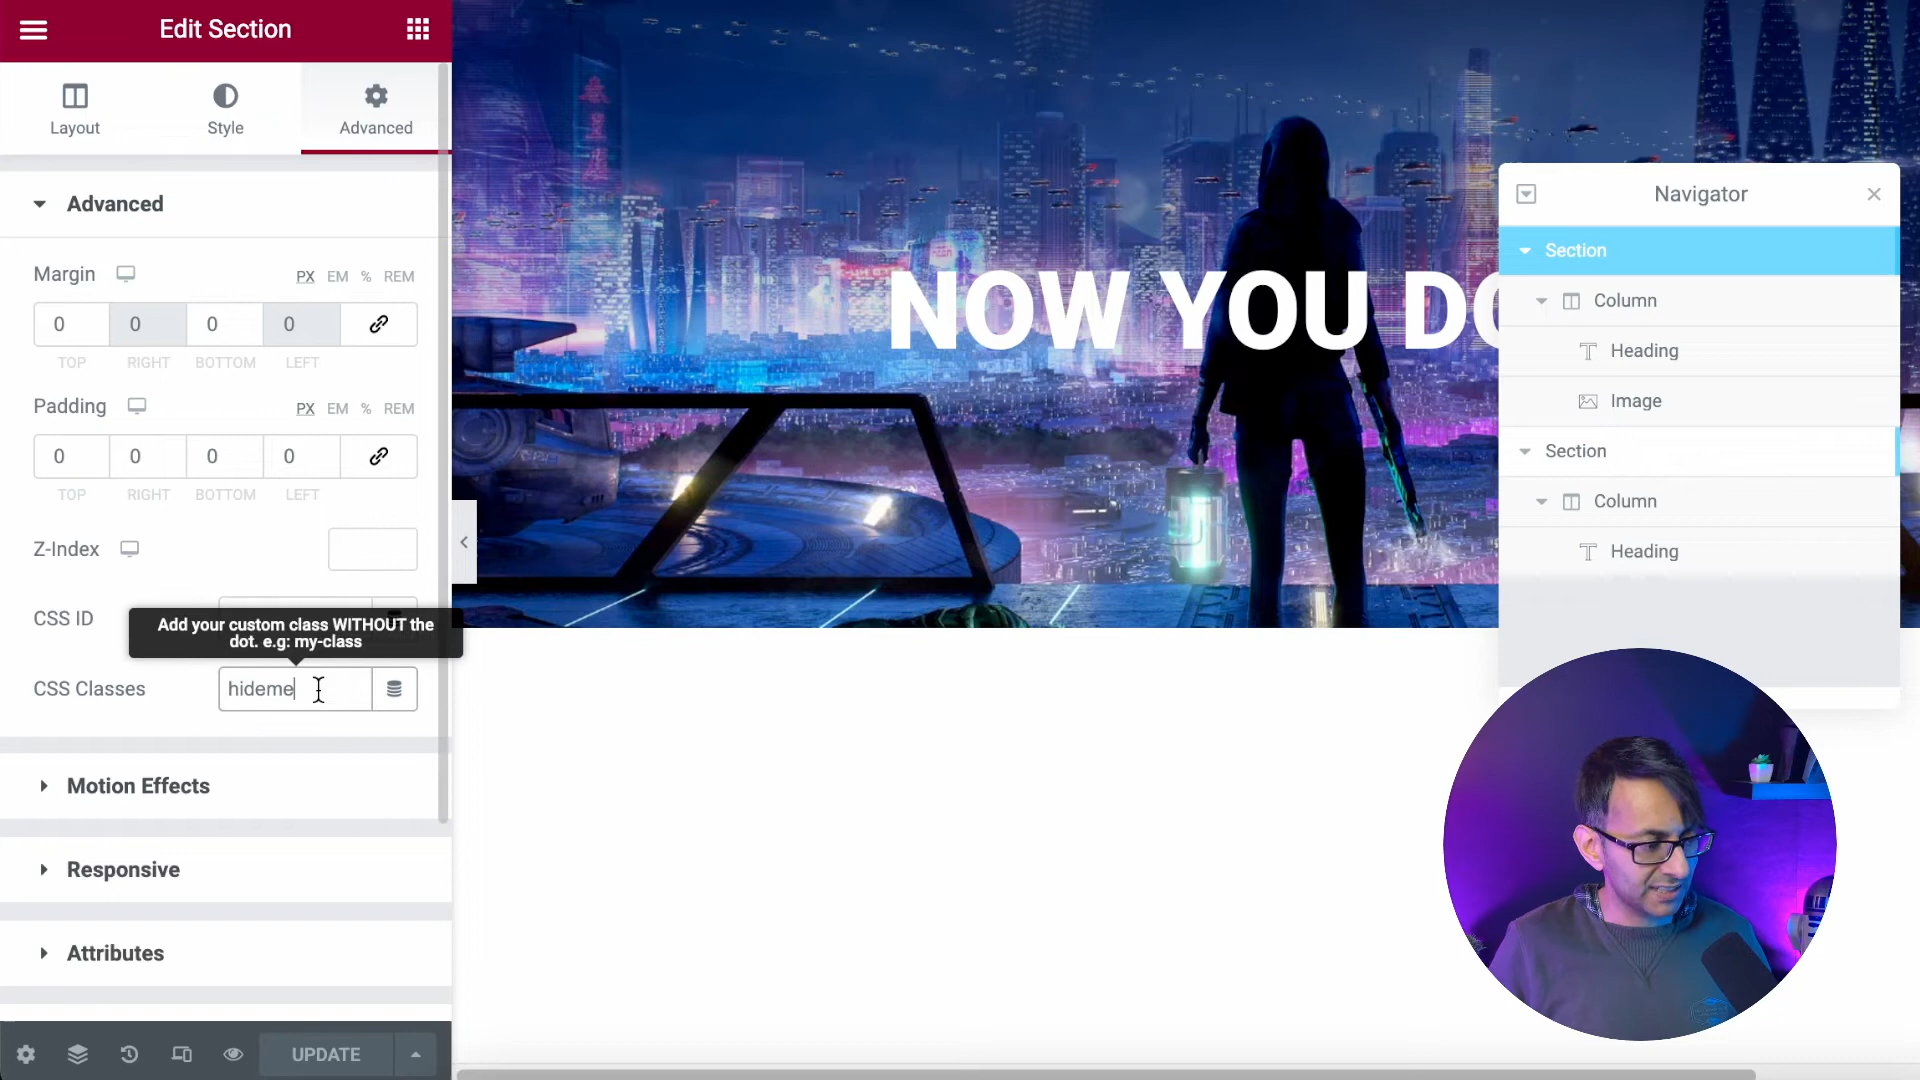 Edit Section
Layout
Style
Advanced
Advanced
Margin
PX EM % REM
0 0 0 0
TOP RIGHT BOTTOM LEFT
Padding
PX EM % REM
0 0 0 0
TOP RIGHT BOTTOM LEFT
Z-Index
CSS ID
Add your custom class WITHOUT the
dot. e.g: my-class
CSS Classes
hideme
Motion Effects
Responsive
Attributes
UPDATE
NOW YOU DO
Navigator
Section
Column
Heading
Image
Section
Column
Heading